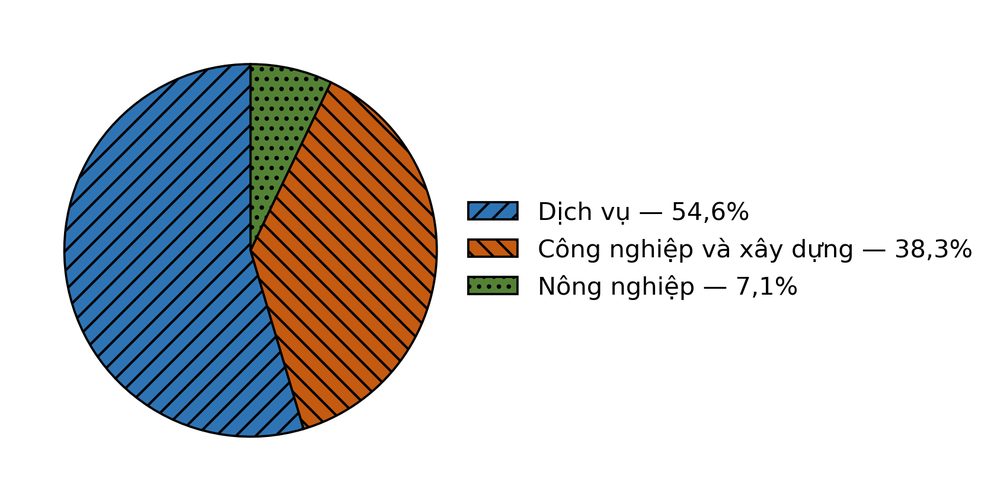 Dịch vụ — 54,6%
Công nghiệp và xây dựng — 38,3%
Nông nghiệp — 7,1%